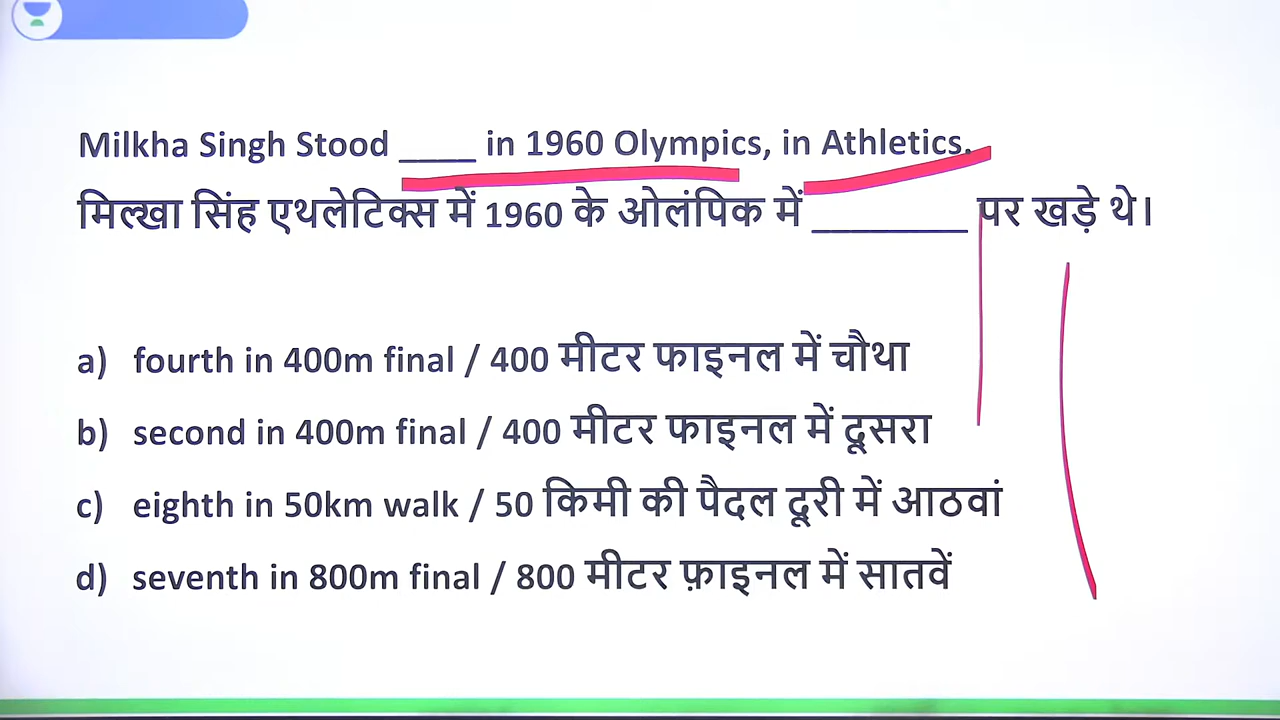 Milkha Singh Stood ____ in 1960 Olympics, in Athletics.
मिल्खा सिंह एथलेटिक्स में 1960 के ओलंपिक में ________ पर खड़े थे।
a) fourth in 400m final / 400 मीटर फाइनल में चौथा
b) second in 400m final / 400 मीटर फाइनल में दूसरा
c) eighth in 50km walk / 50 किमी की पैदल दूरी में आठवां
d) seventh in 800m final / 800 मीटर फ़ाइनल में सातवें